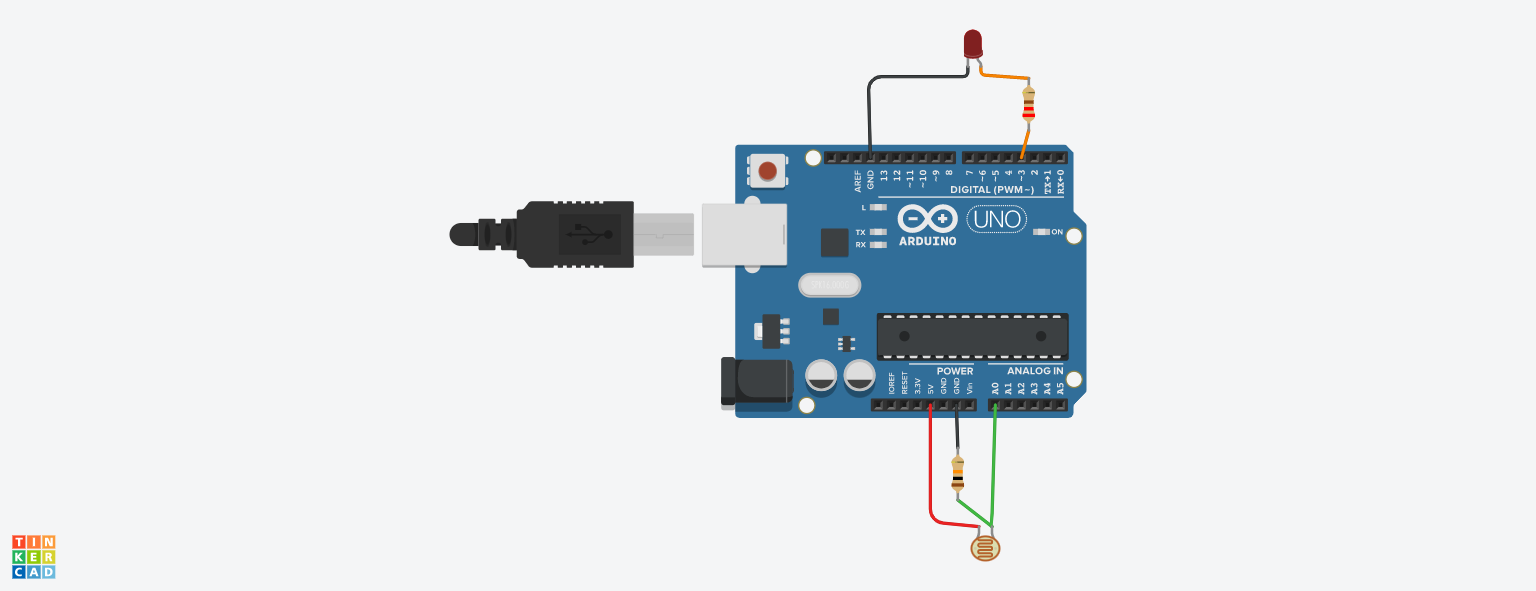 AREF
GND
13
12
~11
~10
~9
8
7
~6
~5
4
~3
2
TX→1
RX←0
DIGITAL (PWM~)
L
TX
RX
UNO
ARDUINO
ON
POWER
ANALOG IN
IOREF
RESET
3.3V
5V
GND
GND
Vin
A0
A1
A2
A3
A4
A5
TIN
KER
CAD